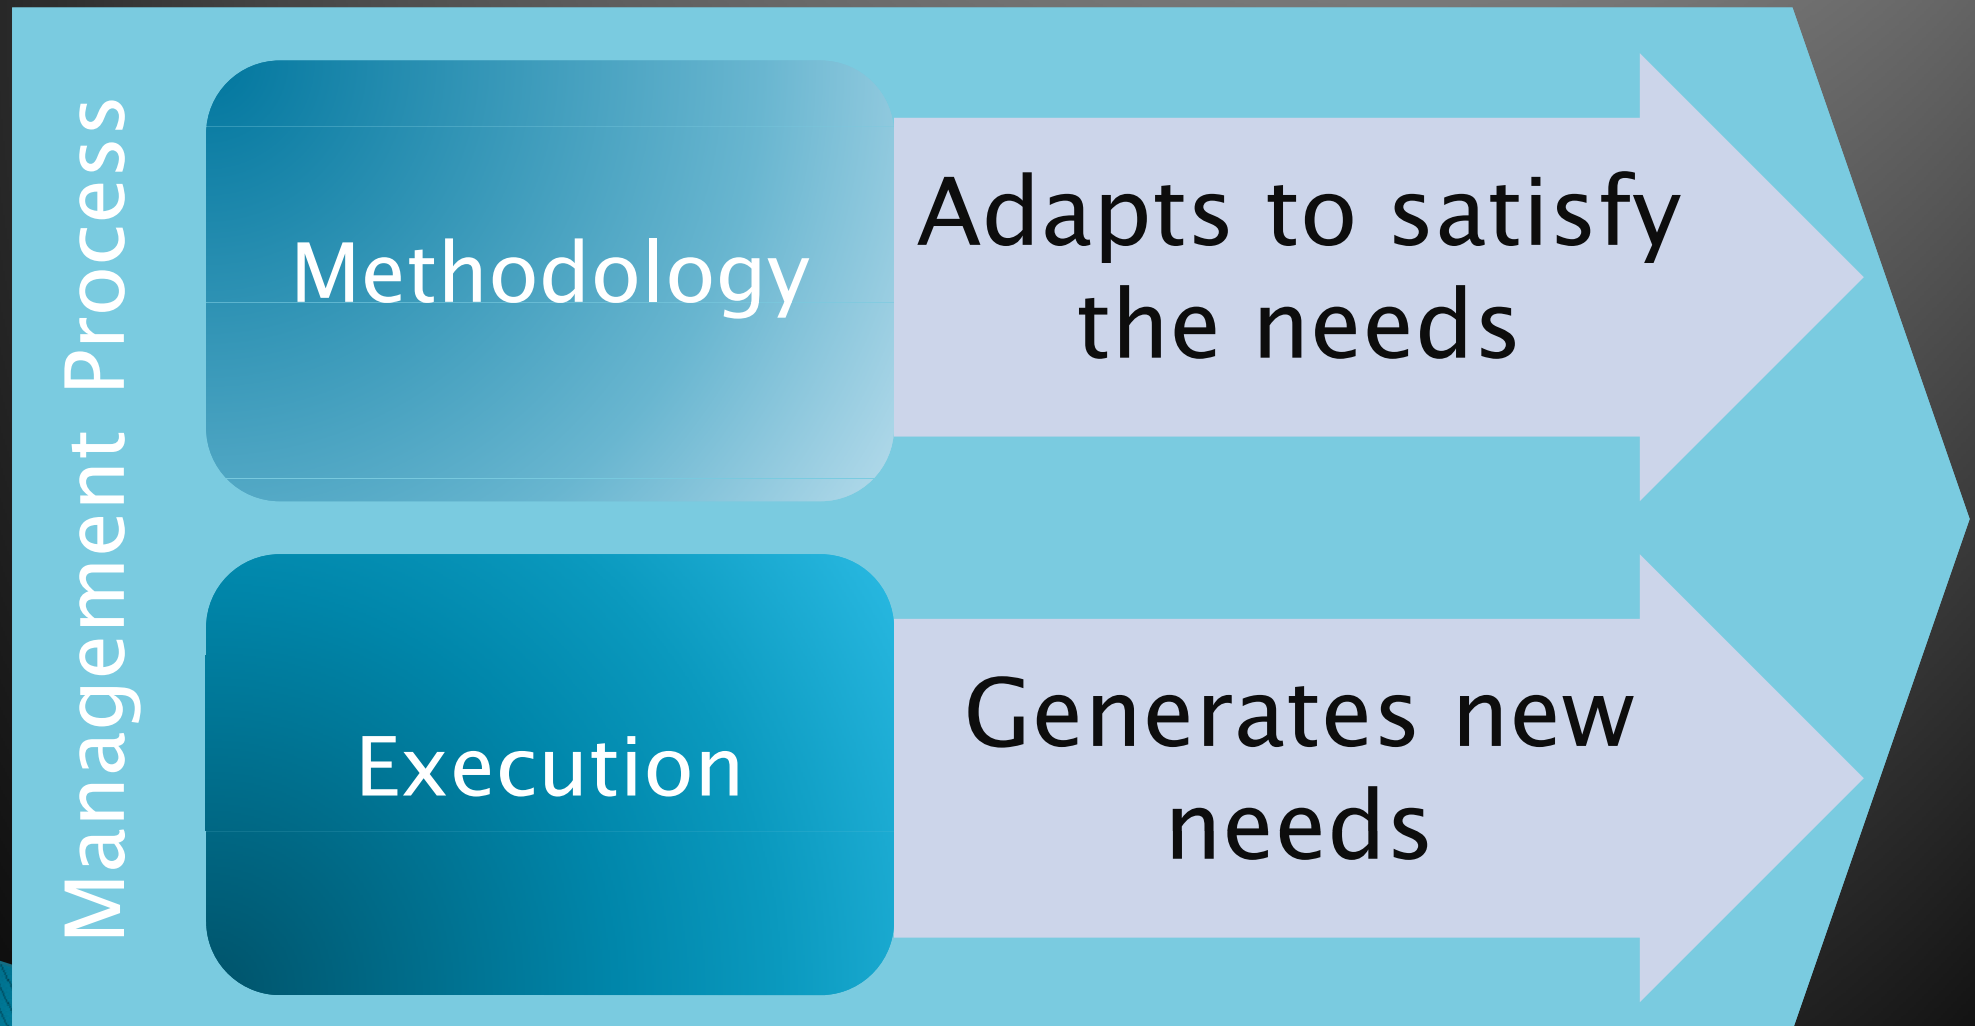 Management Process
Methodology
Adapts to satisfy
the needs
Execution
Generates new
needs